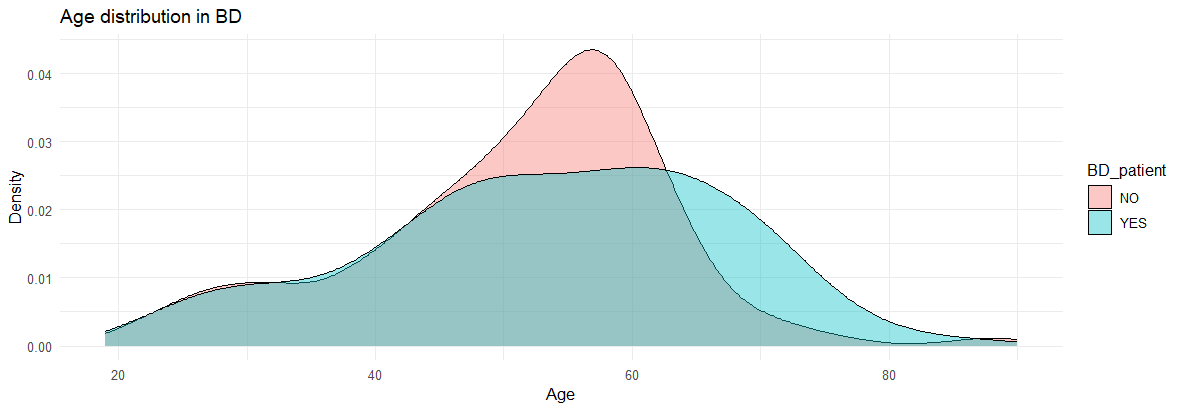 Age distribution in BD
0.04
0.03
0.02
0.01
0.00
Density
20 40 60 80
Age
BD_patient
NO
YES